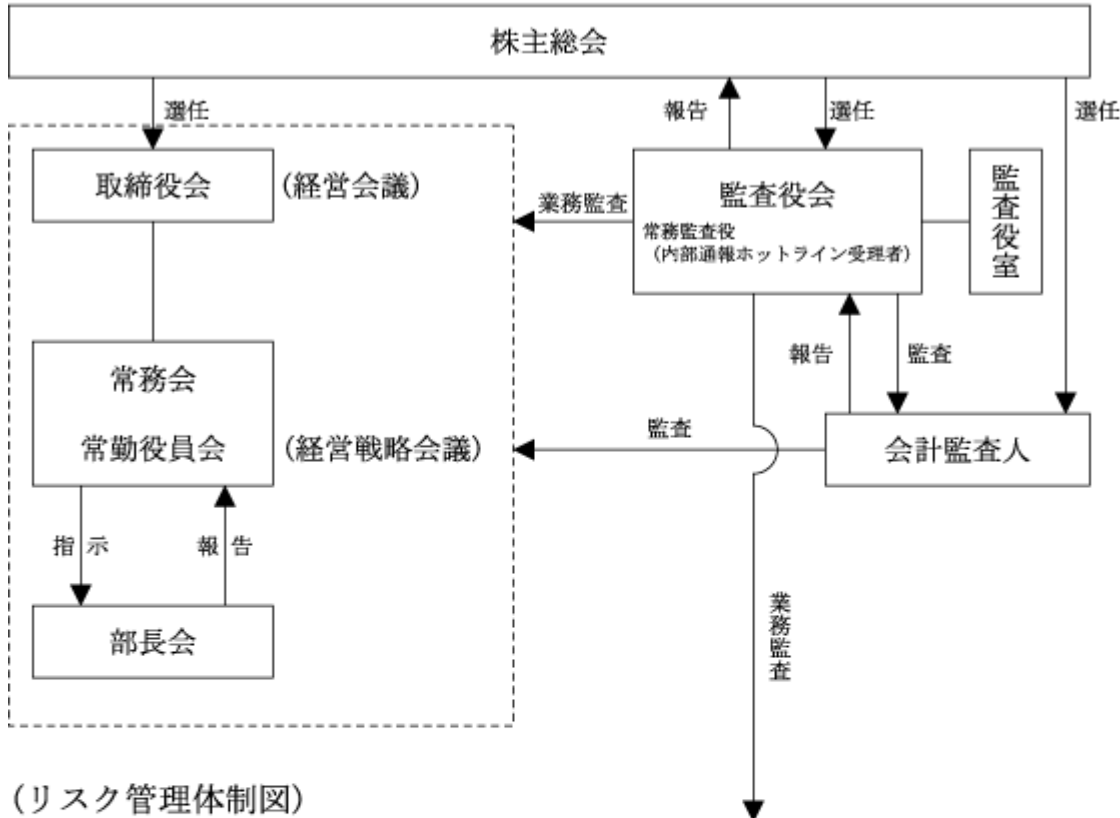 株主総会
選任
報告
選任
選任
取締役会
(経営会議)
業務監査
監査役会
常務監査役
(内部通報ホットライン受理者)
監査役室
報告
監査
常務会
常勤役員会
(経営戦略会議)
監査
会計監査人
指示
報告
部長会
業務監査
(リスク管理体制図)